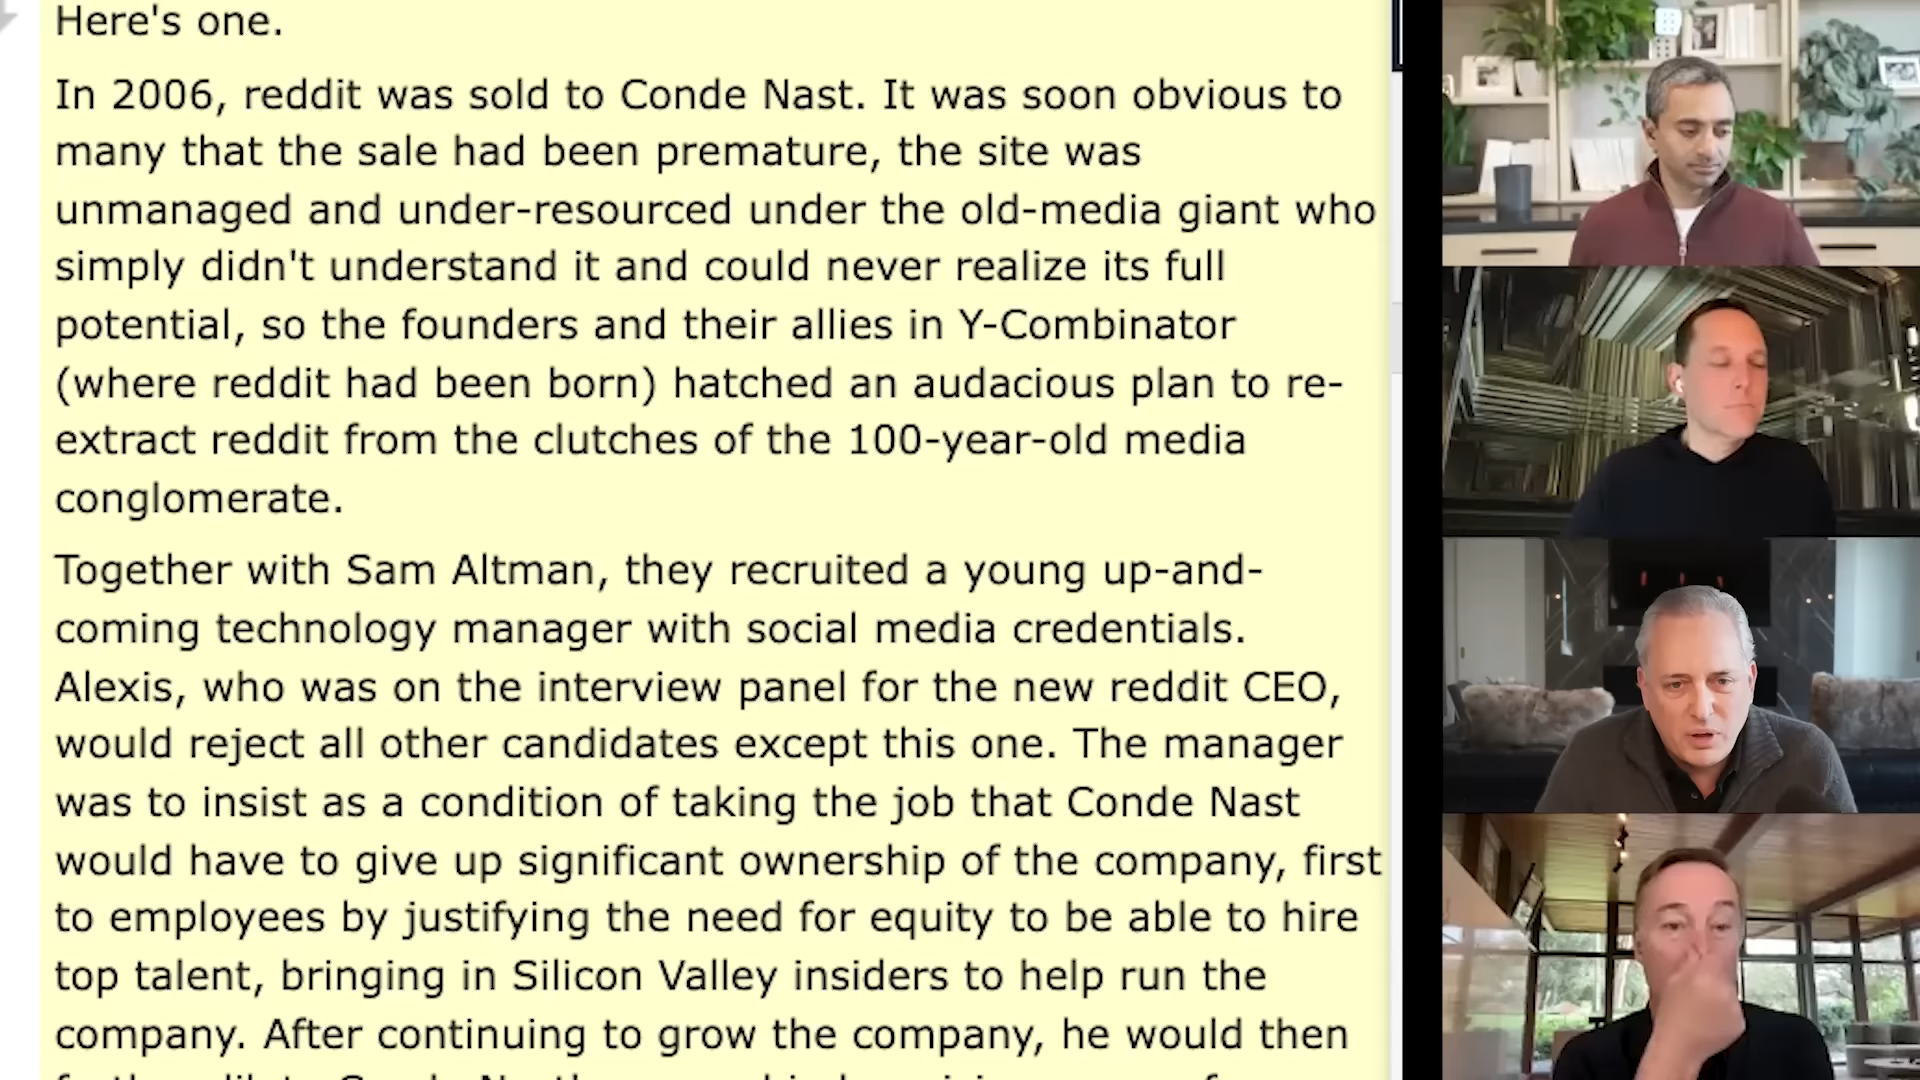 Here's one.
In 2006, reddit was sold to Conde Nast. It was soon obvious to
many that the sale had been premature, the site was
unmanaged and under-resourced under the old-media giant who
simply didn't understand it and could never realize its full
potential, so the founders and their allies in Y-Combinator
(where reddit had been born) hatched an audacious plan to re-
extract reddit from the clutches of the 100-year-old media
conglomerate.
Together with Sam Altman, they recruited a young up-and-
coming technology manager with social media credentials.
Alexis, who was on the interview panel for the new reddit CEO,
would reject all other candidates except this one. The manager
was to insist as a condition of taking the job that Conde Nast
would have to give up significant ownership of the company, first
to employees by justifying the need for equity to be able to hire
top talent, bringing in Silicon Valley insiders to help run the
company. After continuing to grow the company, he would then